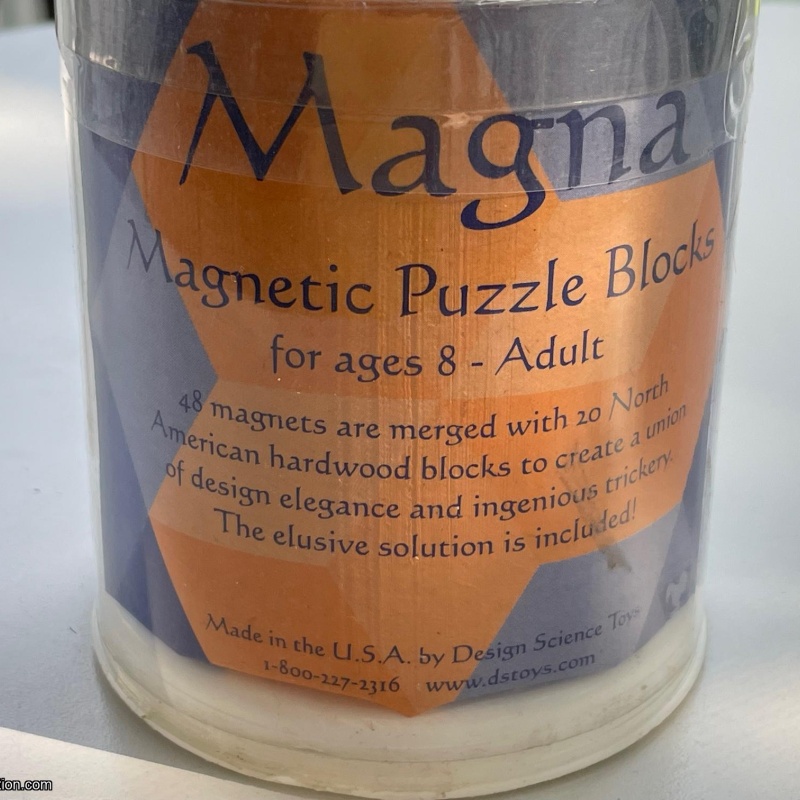 Magna
Magnetic Puzzle Blocks
for ages 8 - Adult
48 magnets are merged with 20 North
American hardwood blocks to create a union
of design elegance and ingenious trickery.
The elusive solution is included!
Made in the U.S.A. by Design Science Toys
1-800-227-2316 www.dstoys.com
tion.com